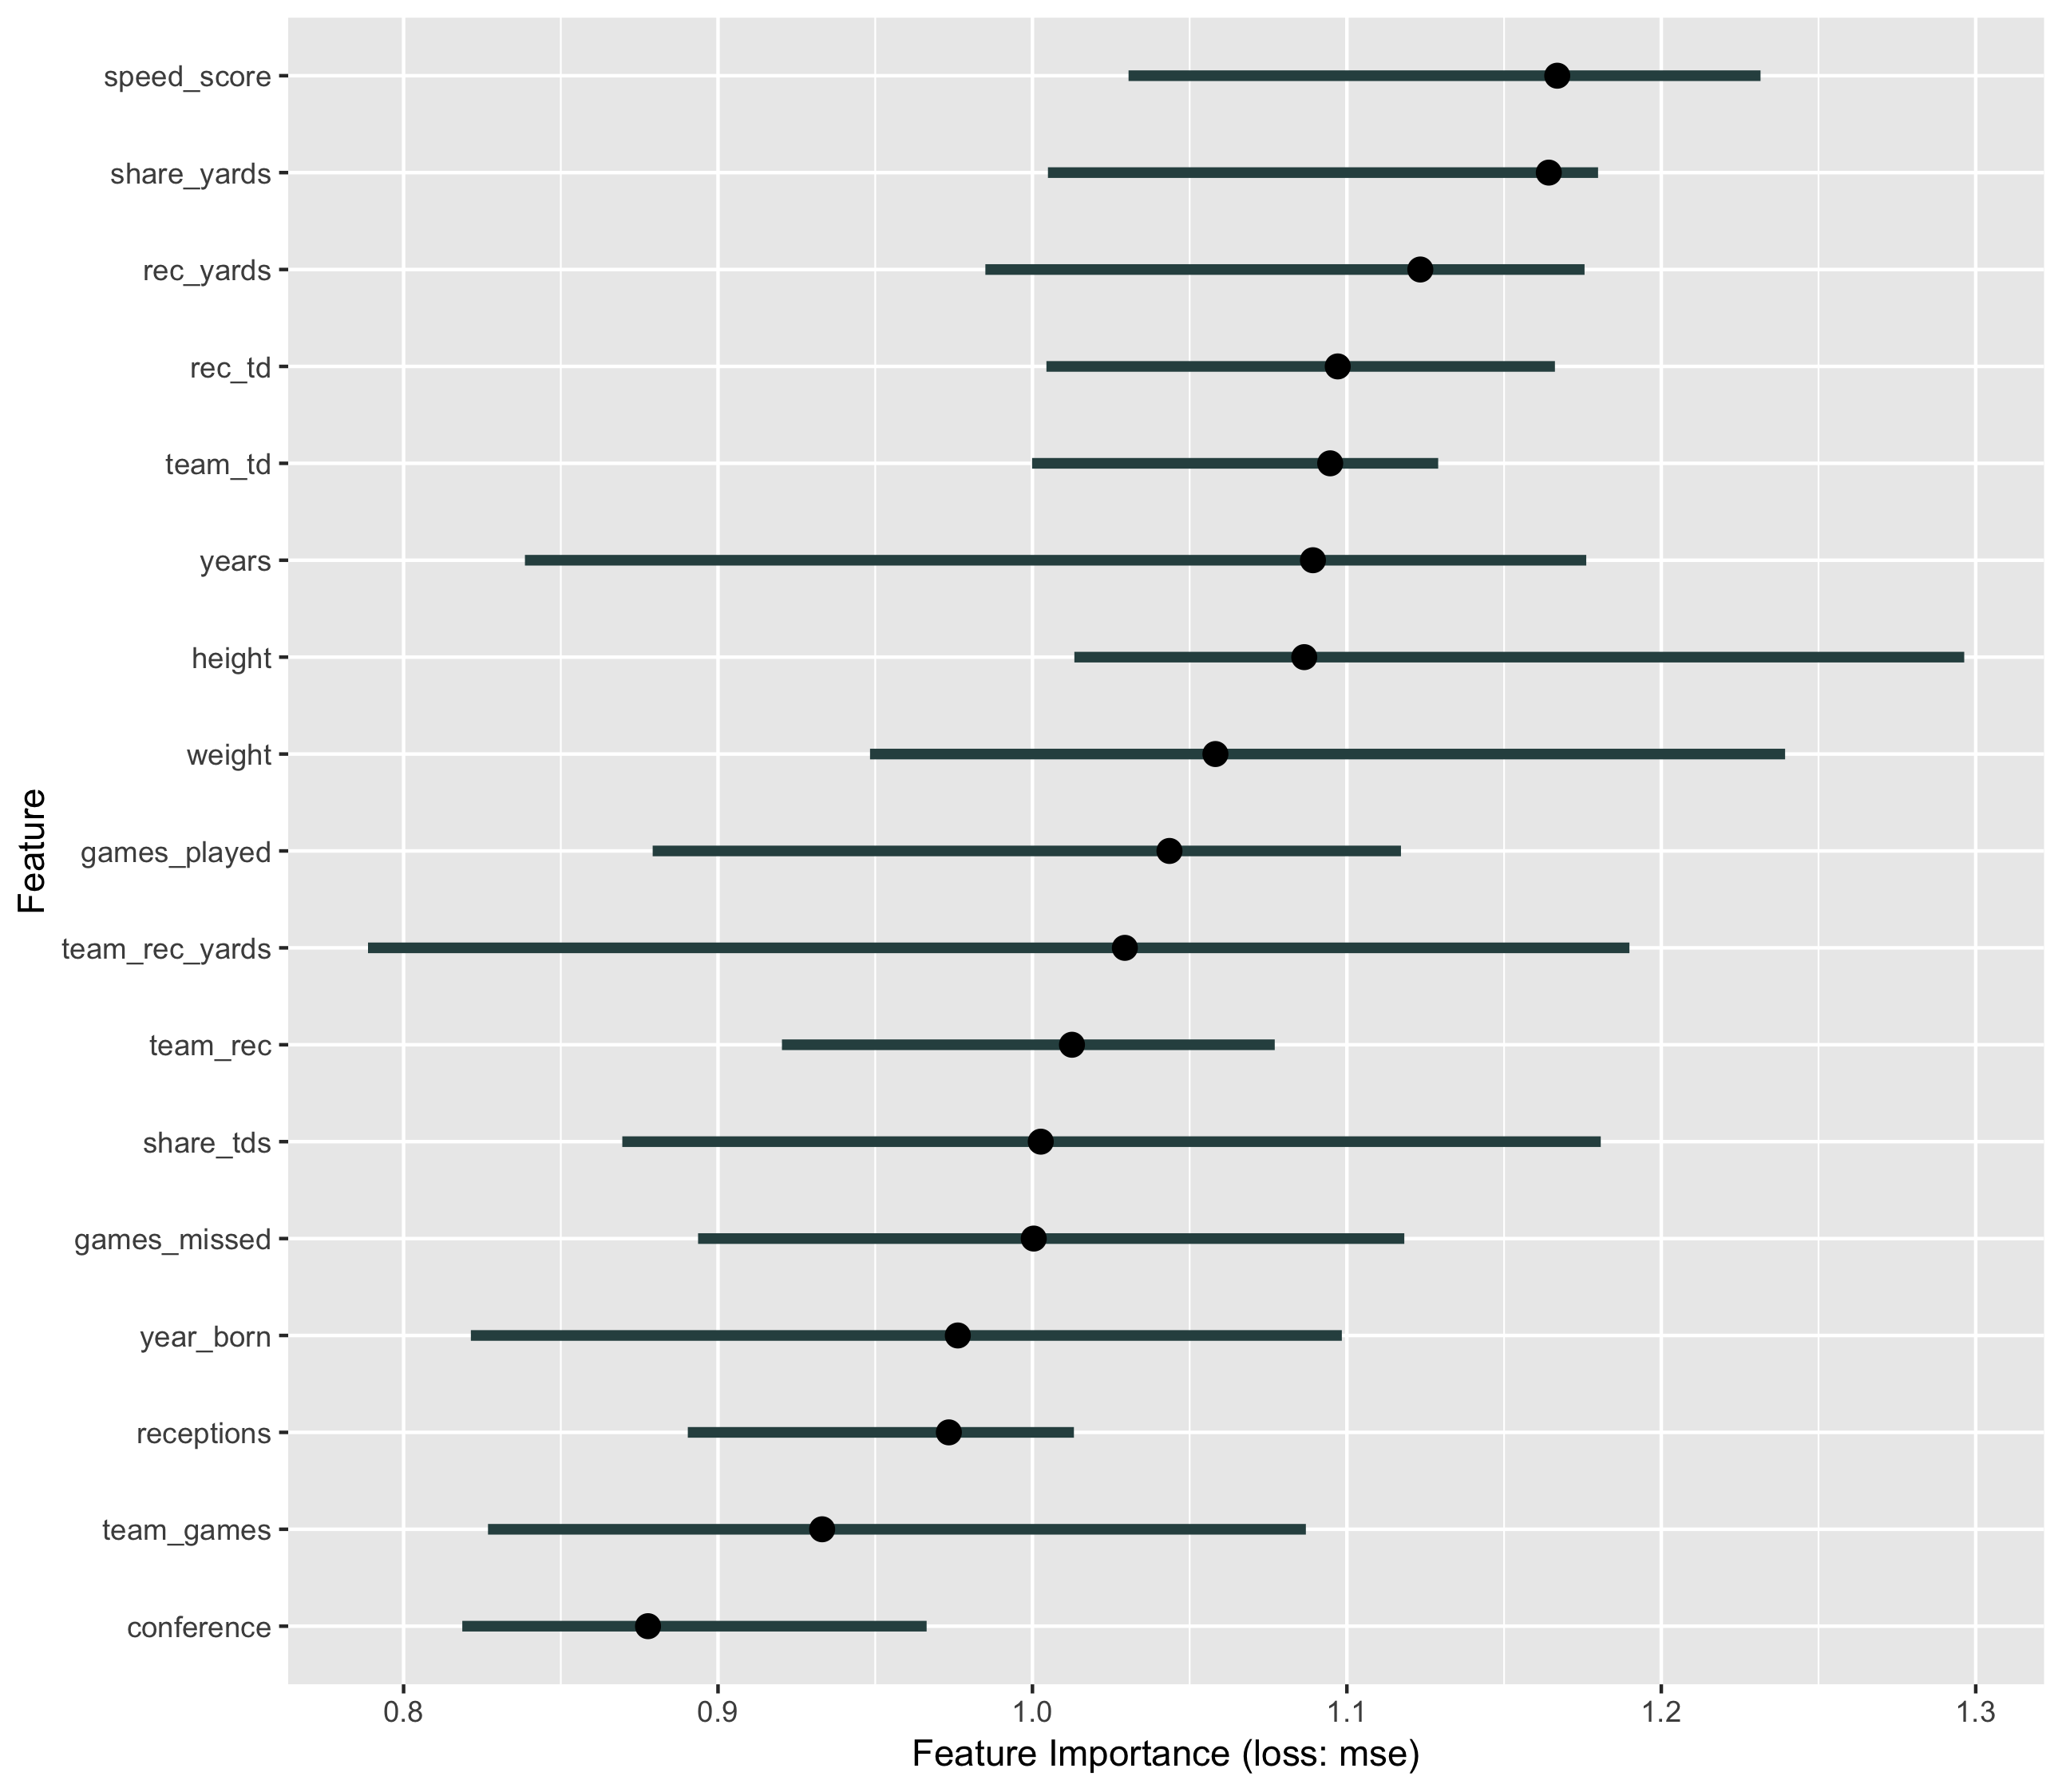 speed_score
share_yards
rec_yards
rec_td
team_td
years
height
weight
games_played
team_rec_yards
team_rec
share_tds
games_missed
year_born
receptions
team_games
conference
Feature
0.8 0.9 1.0 1.1 1.2 1.3
Feature Importance (loss: mse)